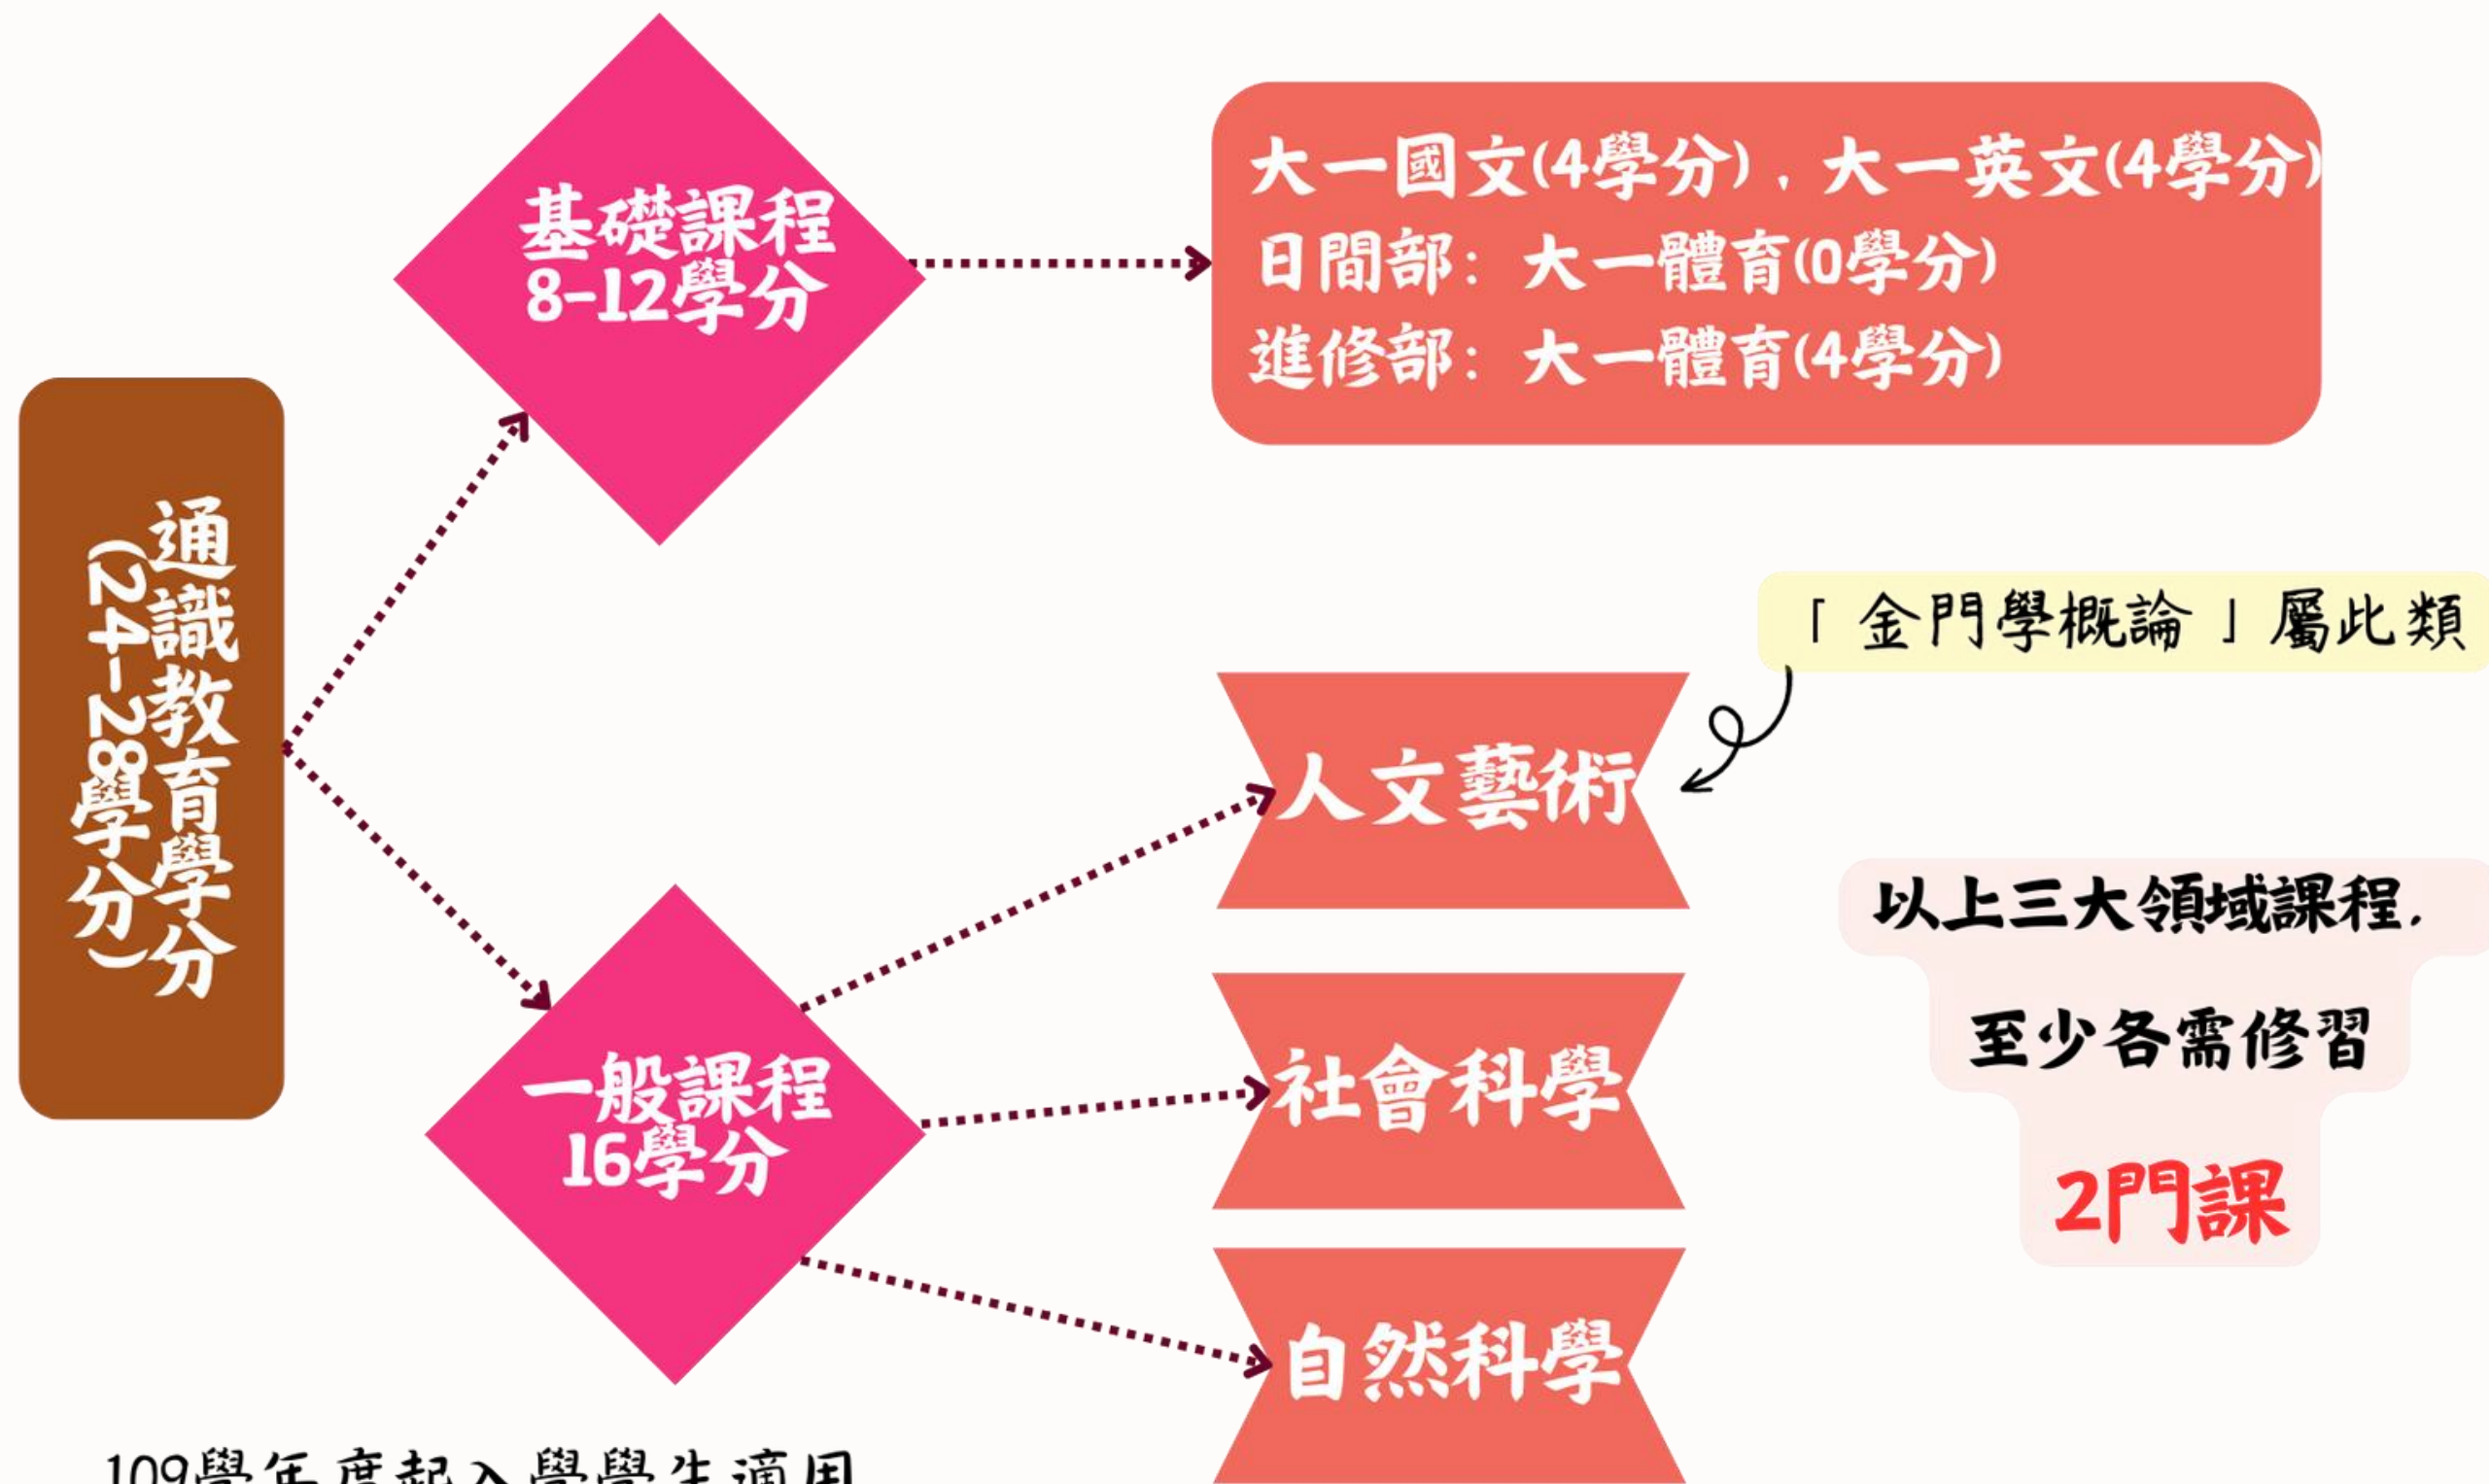 通識教育學分
(24-28學分)
基礎課程
8-12學分
大一國文(4學分)，大一英文(4學分)
日間部：大一體育(0學分)
進修部：大一體育(4學分)
一般課程
16學分
人文藝術
「金門學概論」屬此類
社會科學
自然科學
以上三大領域課程，
至少各需修習
2門課
109學年度起入學學生適用